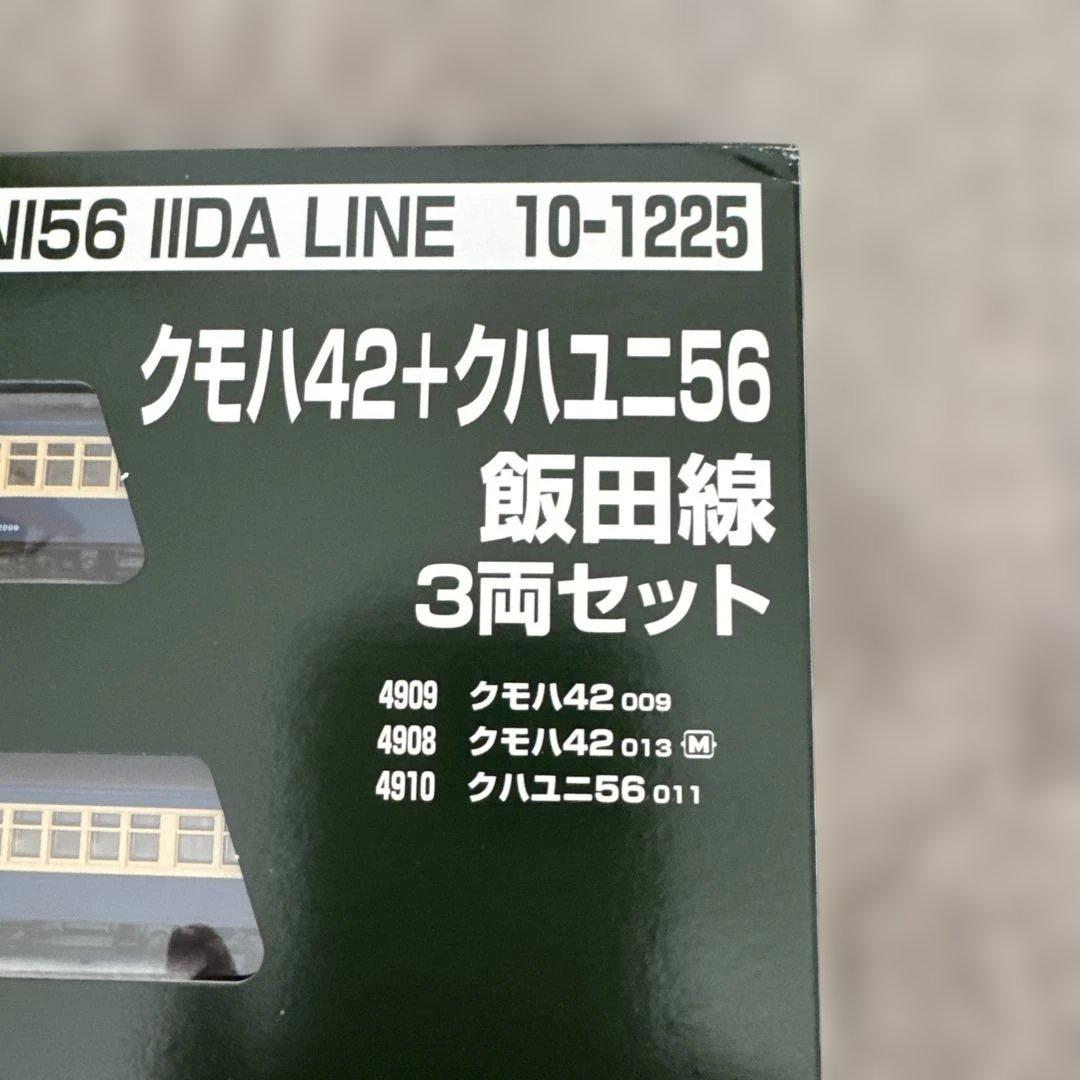 NI56 IIDA LINE 10-1225
クモハ42+クハユニ56
飯田線
3両セット
4909 クモハ42 009
4908 クモハ42 013 M
4910 クハユニ56 011
2009